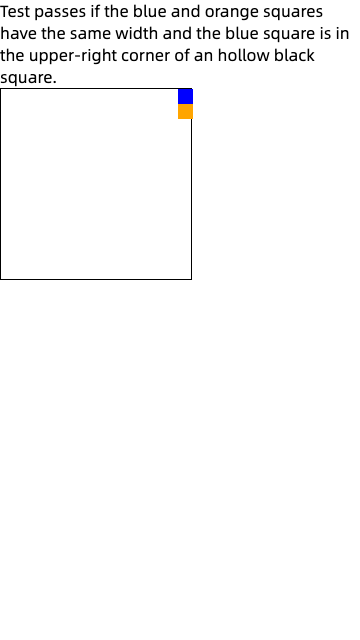 Test passes if the blue and orange squares
have the same width and the blue square is in
the upper-right corner of an hollow black
square.